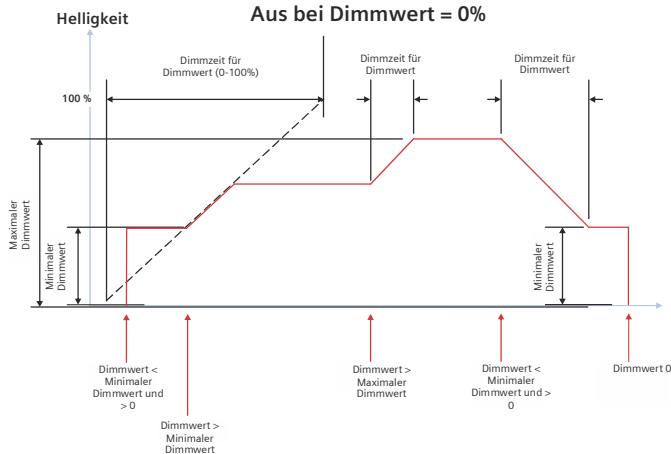 Aus bei Dimmwert = 0%
Helligkeit
Dimmzeit für
Dimmwert (0-100%)
Dimmzeit für
Dimmwert
Dimmzeit für
Dimmwert
100 %
Maximaler
Dimmwert
Minimaler
Dimmwert
Minimaler
Dimmwert
Dimmwert <
Minimaler
Dimmwert und
> 0
Dimmwert >
Minimaler
Dimmwert
Dimmwert >
Maximaler
Dimmwert
Dimmwert <
Minimaler
Dimmwert und >
0
Dimmwert 0